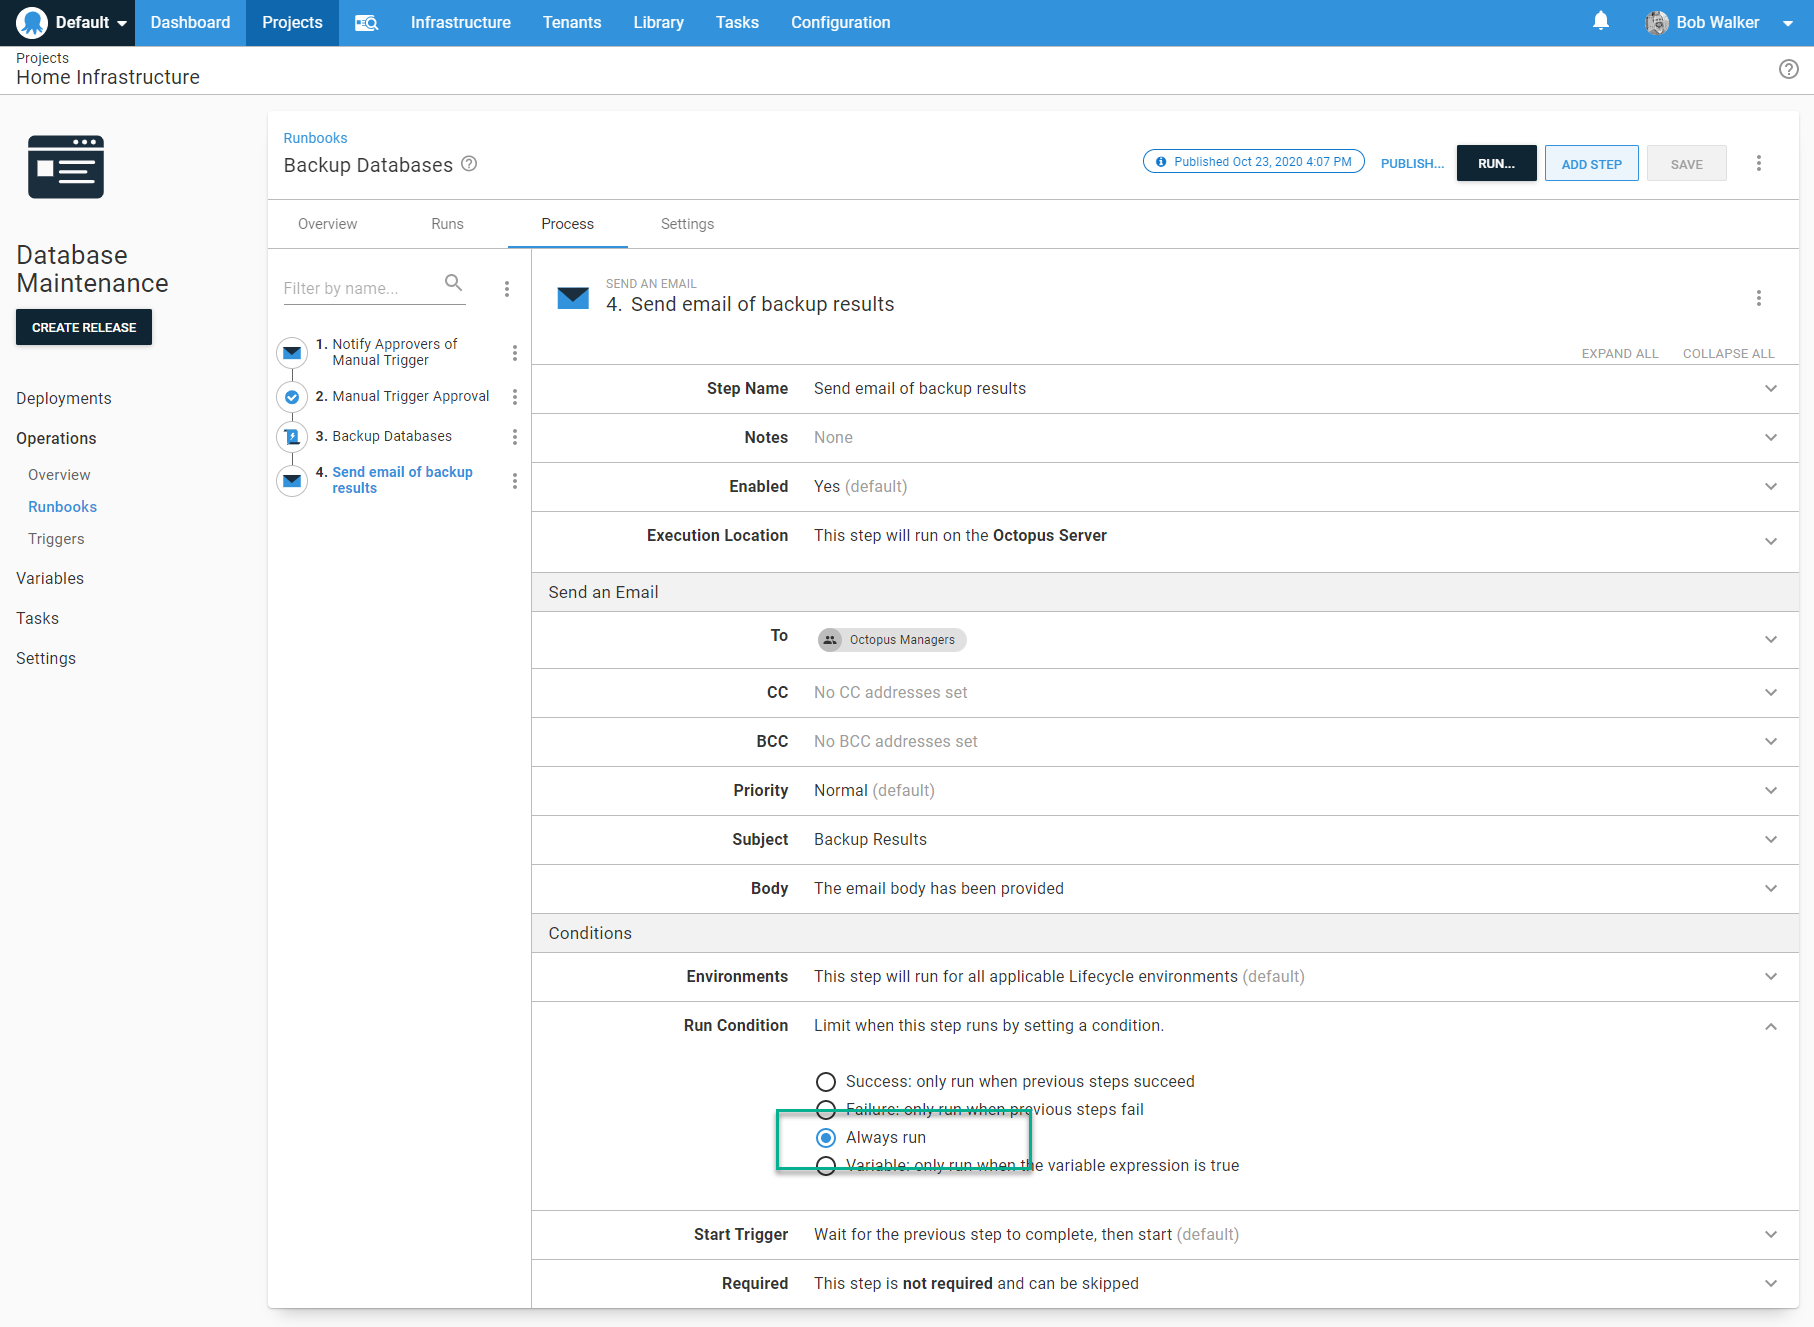 Default
Dashboard
Projects
Infrastructure
Tenants
Library
Tasks
Configuration
Bob Walker
Projects
Home Infrastructure
Database
Maintenance
CREATE RELEASE
Deployments
Operations
Overview
Runbooks
Triggers
Variables
Tasks
Settings
Runbooks
Backup Databases
Published Oct 23, 2020 4:07 PM
PUBLISH...
RUN...
ADD STEP
SAVE
Overview
Runs
Process
Settings
Filter by name...
1. Notify Approvers of
Manual Trigger
2. Manual Trigger Approval
3. Backup Databases
4. Send email of backup
results
SEND AN EMAIL
4. Send email of backup results
EXPAND ALL
COLLAPSE ALL
Step Name Send email of backup results
Notes None
Enabled Yes (default)
Execution Location This step will run on the Octopus Server
Send an Email
To Octopus Managers
CC No CC addresses set
BCC No BCC addresses set
Priority Normal (default)
Subject Backup Results
Body The email body has been provided
Conditions
Environments This step will run for all applicable Lifecycle environments (default)
Run Condition Limit when this step runs by setting a condition.
Success: only run when previous steps succeed
Failure: only run when previous steps fail
Always run
Variable: only run when the variable expression is true
Start Trigger Wait for the previous step to complete, then start (default)
Required This step is not required and can be skipped